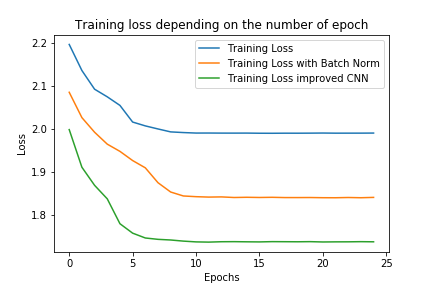 Training loss depending on the number of epoch
2.2
2.1
2.0
1.9
1.8
Loss
Training Loss
Training Loss with Batch Norm
Training Loss improved CNN
0 5 10 15 20 25
Epochs